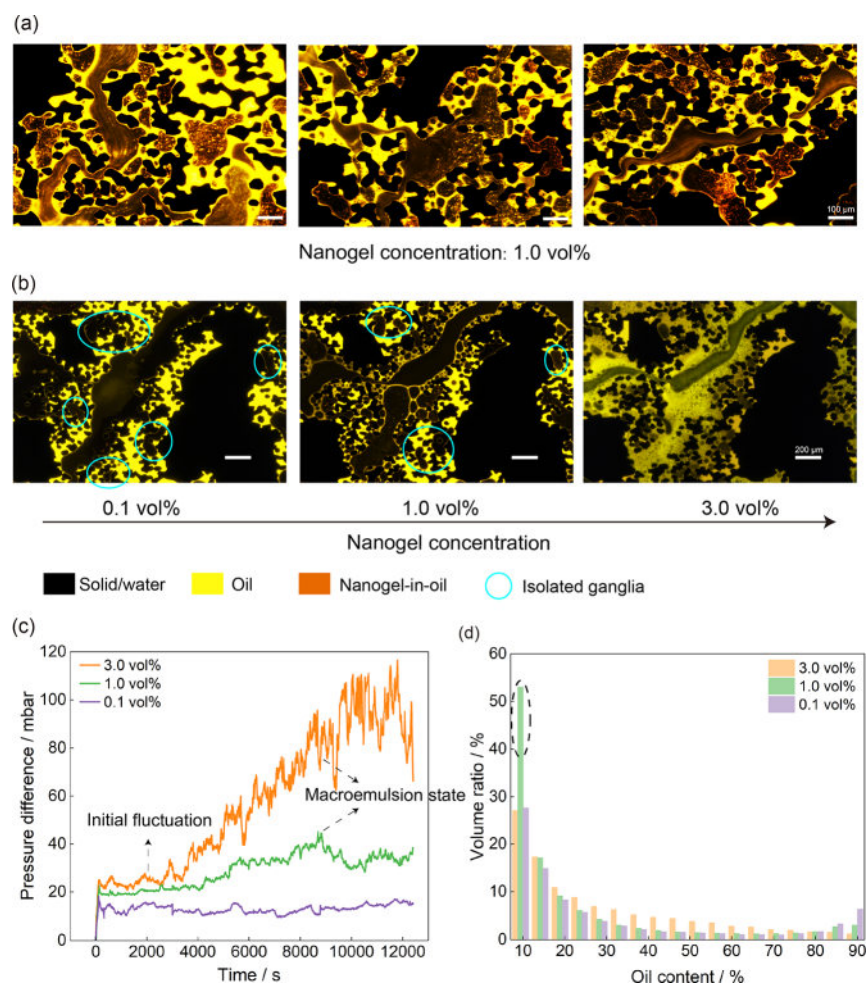 (a)
100 μm
Nanogel concentration: 1.0 vol%
(b)
200 μm
0.1 vol%
1.0 vol%
3.0 vol%
Nanogel concentration
Solid/water
Oil
Nanogel-in-oil
Isolated ganglia
(c)
Pressure difference / mbar
120
100
80
60
40
20
0
3.0 vol%
1.0 vol%
0.1 vol%
Initial fluctuation
Macroemulsion state
0 2000 4000 6000 8000 10000 12000
Time / s
(d)
Volume ratio / %
60
50
40
30
20
10
0
3.0 vol%
1.0 vol%
0.1 vol%
10 20 30 40 50 60 70 80 90
Oil content / %